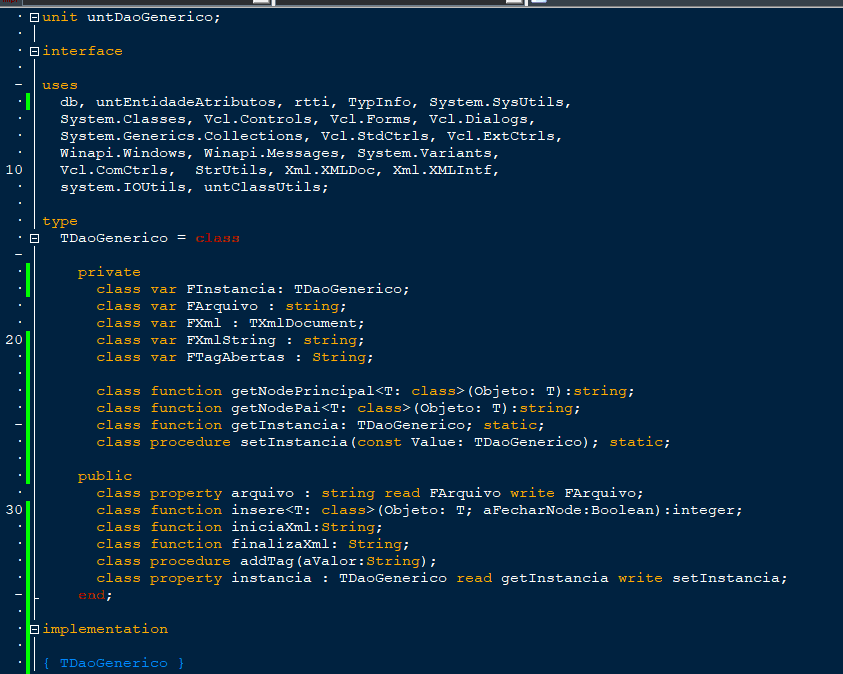 unit untDaoGenerico;
interface
uses
db, untEntidadeAtributos, rtti, TypInfo, System.SysUtils,
System.Classes, Vcl.Controls, Vcl.Forms, Vcl.Dialogs,
System.Generics.Collections, Vcl.StdCtrls, Vcl.ExtCtrls,
Winapi.Windows, Winapi.Messages, System.Variants,
10 Vcl.ComCtrls,  StrUtils, Xml.XMLDoc, Xml.XMLIntf,
system.IOUtils, untClassUtils;
type
TDaoGenerico = class
private
class var FInstancia: TDaoGenerico;
class var FArquivo : string;
class var FXml : TXmlDocument;
20 class var FXmlString : string;
class var FTagAbertas : String;
class function getNodePrincipal<T: class>(Objeto: T):string;
class function getNodePai<T: class>(Objeto: T):string;
class function getInstancia: TDaoGenerico; static;
class procedure setInstancia(const Value: TDaoGenerico); static;
public
class property arquivo : string read FArquivo write FArquivo;
30 class function insere<T: class>(Objeto: T; aFecharNode:Boolean):integer;
class function iniciaXml:String;
class function finalizaXml: String;
class procedure addTag(aValor:String);
class property instancia : TDaoGenerico read getInstancia write setInstancia;
end;
implementation
{ TDaoGenerico }